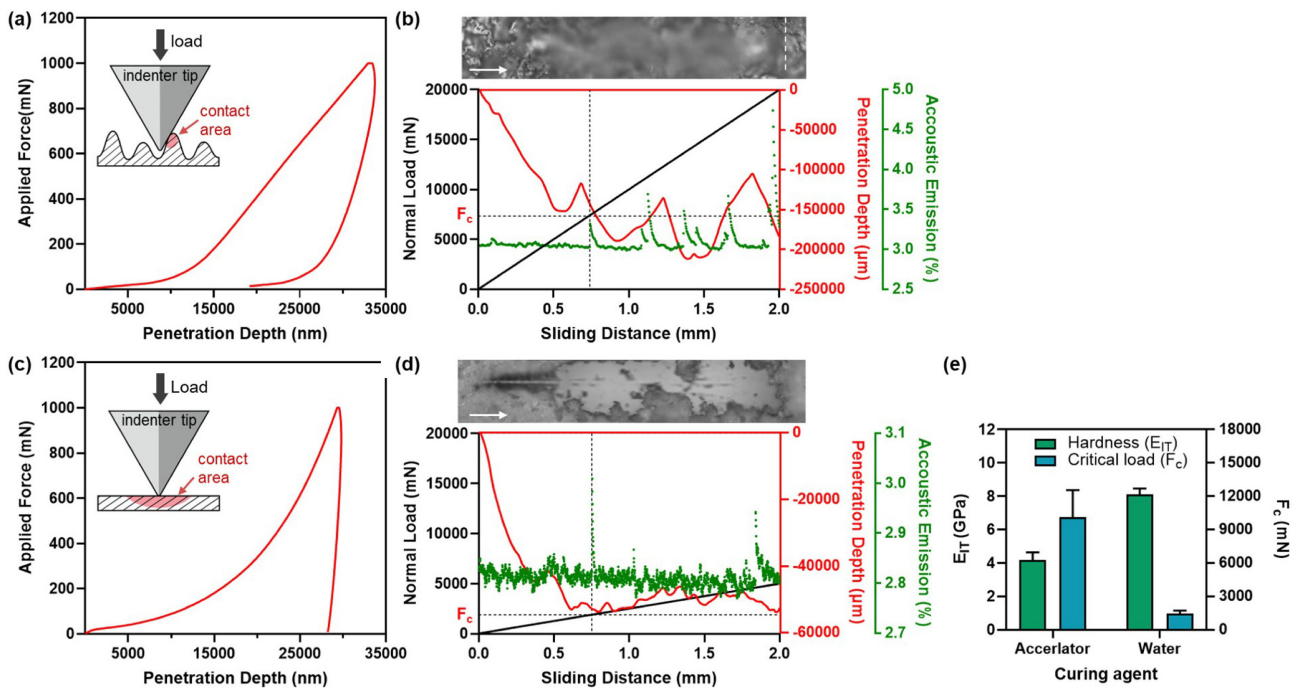 (a)
Applied Force(mN)
1200
1000
800
600
400
200
0
load
indenter tip
contact
area
5000
15000
25000
35000
Penetration Depth (nm)
(b)
Normal Load (mN)
20000
15000
10000
5000
0
Fc
0.0
0.5
1.0
1.5
2.0
Sliding Distance (mm)
0
-50000
-100000
-150000
-200000
-250000
Penetration Depth (µm)
5.0
4.5
4.0
3.5
3.0
2.5
Accoustic Emission (%)
(c)
Applied Force (mN)
1200
1000
800
600
400
200
0
Load
indenter tip
contact
area
5000
15000
25000
35000
Penetration Depth (nm)
(d)
Normal Load (mN)
20000
15000
10000
5000
0
Fc
0.0
0.5
1.0
1.5
2.0
Sliding Distance (mm)
0
-20000
-40000
-60000
Penetration Depth (µm)
3.1
3.0
2.9
2.8
2.7
Accoustic Emission (%)
(e)
EIT (GPa)
12
10
8
6
4
2
0
Hardness (EIT)
Critical load (Fc)
18000
15000
12000
9000
6000
3000
0
Fc
(mN)
Accerlator
Water
Curing agent